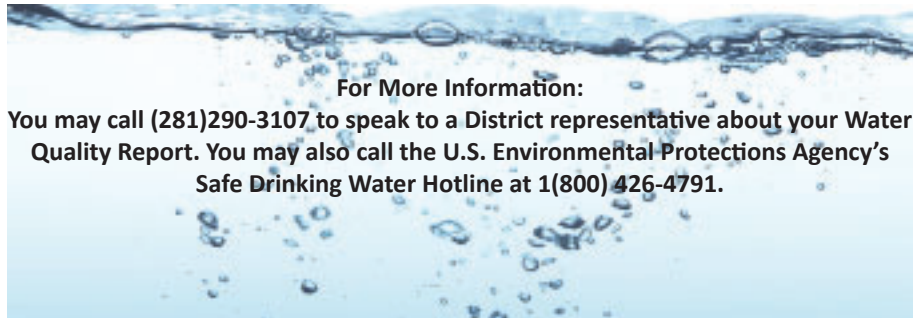 For More Information:
You may call (281)290-3107 to speak to a District representative about your Water
Quality Report. You may also call the U.S. Environmental Protections Agency's
Safe Drinking Water Hotline at 1(800) 426-4791.